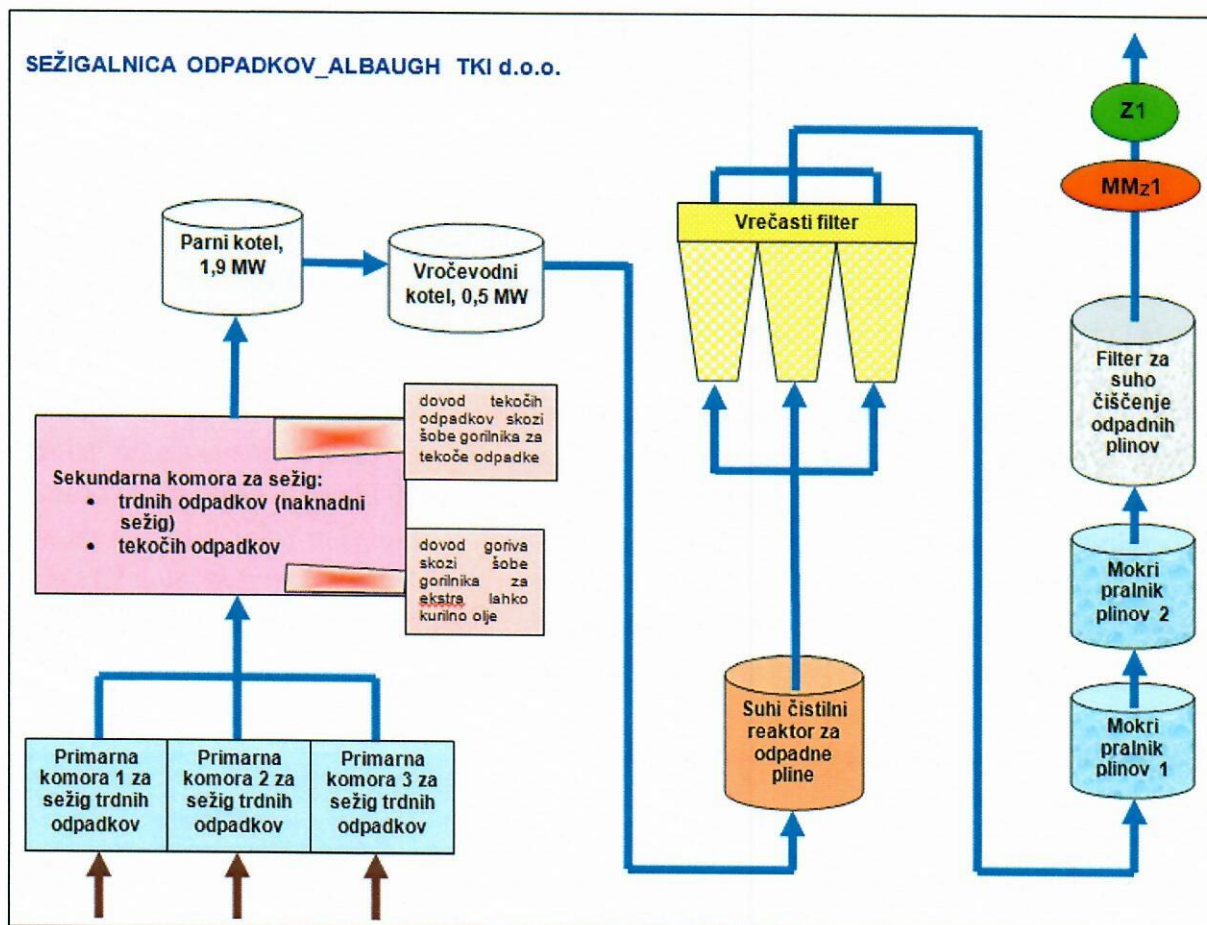 SEŽIGALNICA ODPADKOV_ALBAUGH TKI d.o.o.
Z1
MMz1
Parni kotel,
1,9 MW
Vročevodni
kotel, 0,5 MW
Vrečasti filter
Filter za
suho
čiščenje
odpadnih
plinov
dovod tekočih
odpadkov skozi
šobe gorilnika za
tekoče odpadke
Sekundarna komora za sežig:
• trdnih odpadkov (naknadni
sežig)
• tekočih odpadkov
dovod goriva
skozi šobe
gorilnika za
ekstra lahko
kurilno olje
Mokri
pralnik
plinov 2
Suhi čistilni
reaktor za
odpadne
pline
Mokri
pralnik
plinov 1
Primarna
komora 1 za
sežig trdnih
odpadkov
Primarna
komora 2 za
sežig trdnih
odpadkov
Primarna
komora 3 za
sežig trdnih
odpadkov